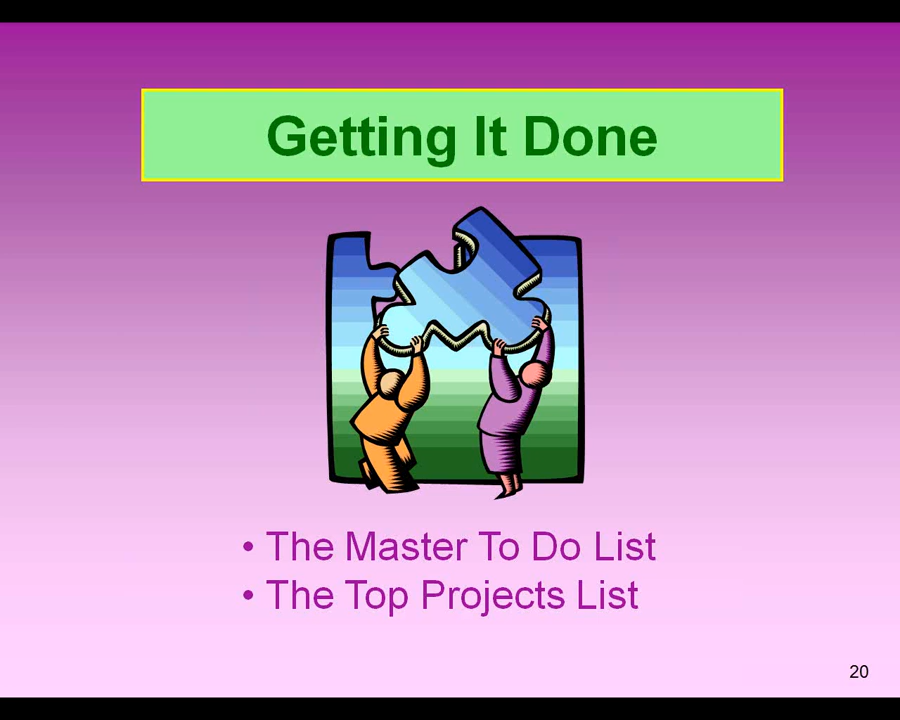 Getting It Done
• The Master To Do List
• The Top Projects List
20